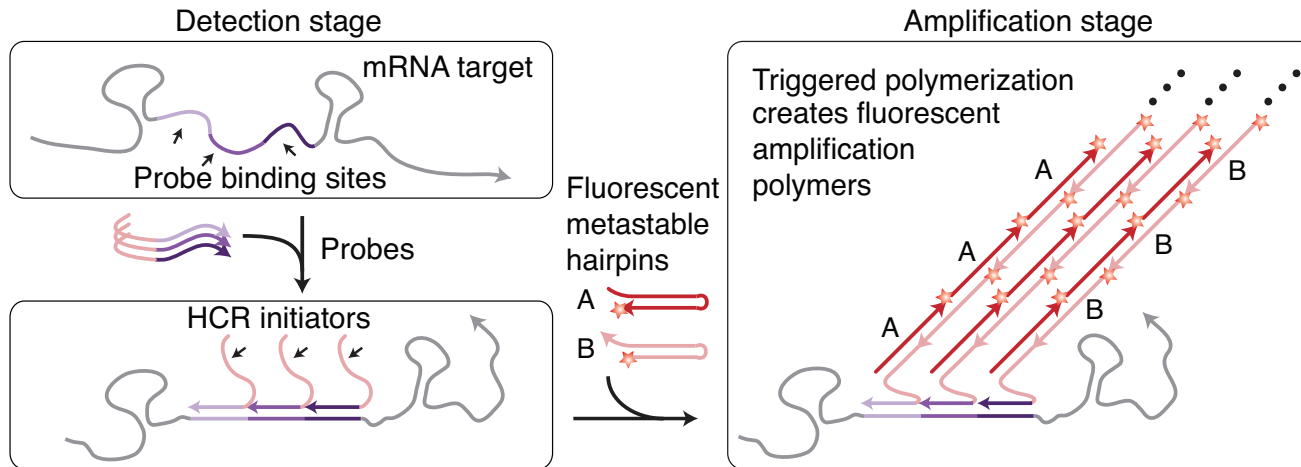 Detection stage
mRNA target
Probe binding sites
Probes
HCR initiators
Fluorescent
metastable
hairpins
A
B
Amplification stage
Triggered polymerization
creates fluorescent
amplification
polymers
A
B
A
B
A
B